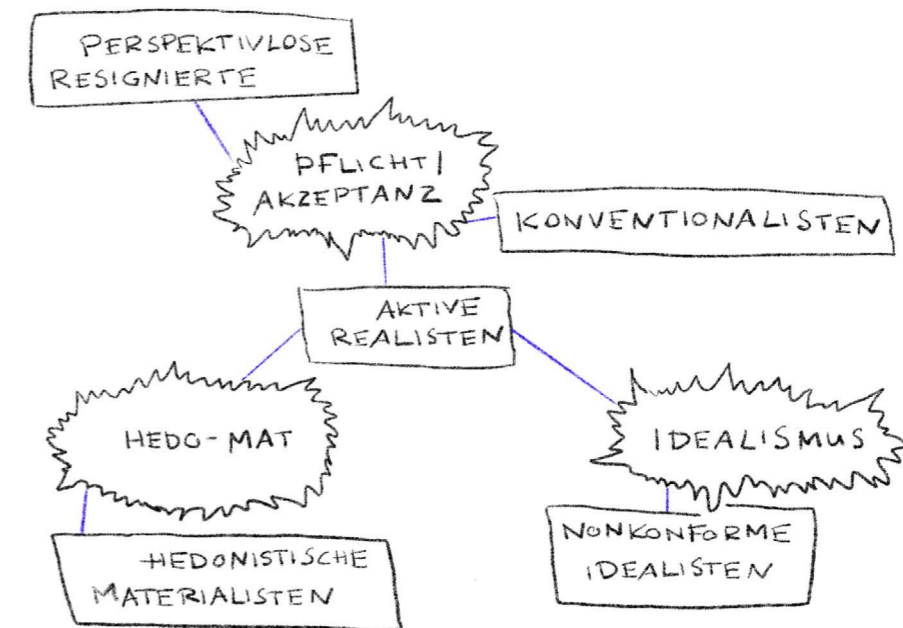 PERSPEKTIVLOSE
RESIGNIERTE
PFLICHT/
AKZEPTANZ
KONVENTIONALISTEN
AKTIVE
REALISTEN
HEDO-MAT
IDEALISMUS
HEDONISTISCHE
MATERIALISTEN
NONKONFORME
IDEALISTEN